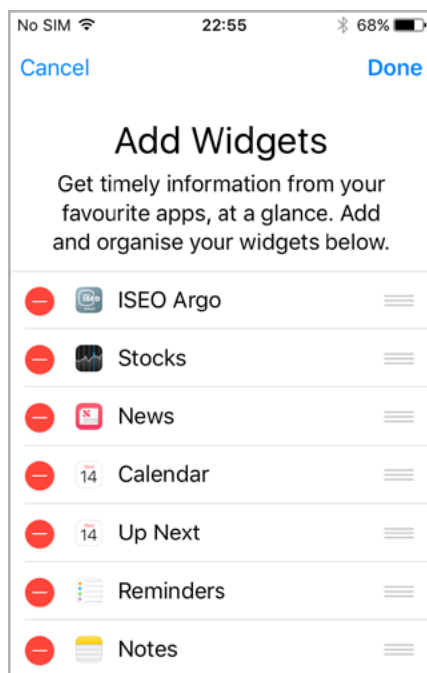 No SIM 22:55 68%
Cancel Done
Add Widgets
Get timely information from your
favourite apps, at a glance. Add
and organise your widgets below.
iseo ISEO Argo
Stocks
News
14 Calendar
14 Up Next
Reminders
Notes